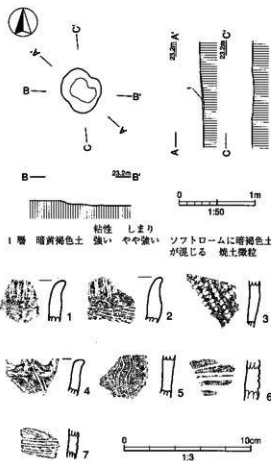 C'
A'
B B'
A
C
23.2m A' 23.2m C'
A C
B 23.2m B'
0 1m
1:50
粘性 しまり
1 層 暗黄褐色土 強い やや強い ソフトロームに暗褐色土
が混じる 焼土微粒
1 2 3
4 5 6
7
0 10cm
1:3